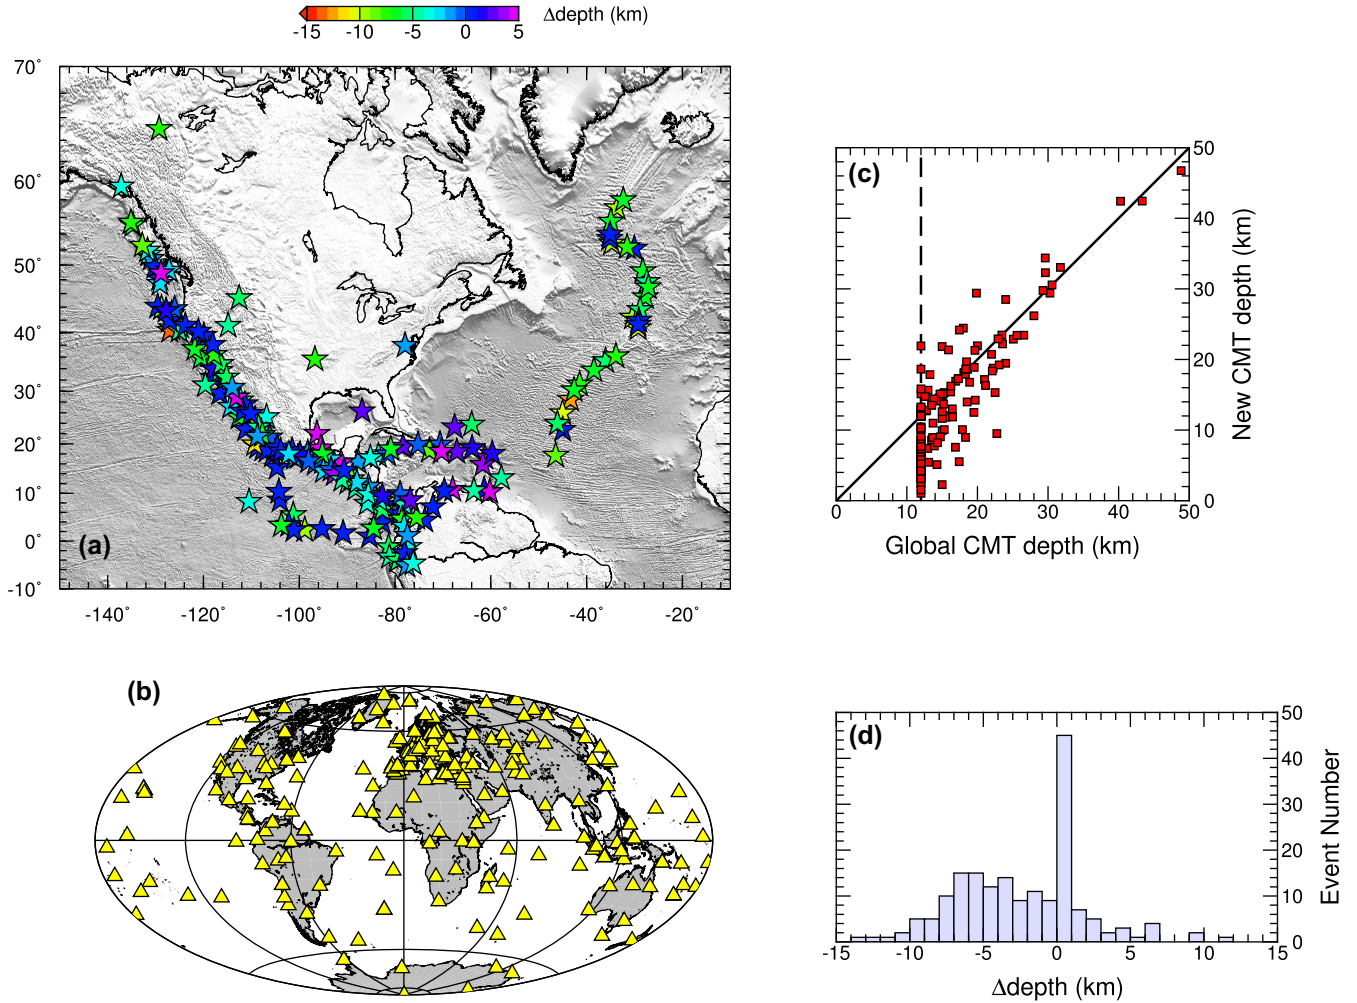 -15 -10 -5 0 5 Δdepth (km)
70°
60°
50°
40°
30°
20°
10°
0°
-10°
-140° -120° -100° -80° -60° -40° -20°
(a)
(c)
50
40
30
20
10
0
New CMT depth (km)
0 10 20 30 40 50
Global CMT depth (km)
(b)
(d)
50
40
30
20
10
0
Event Number
-15 -10 -5 0 5 10 15
Δdepth (km)